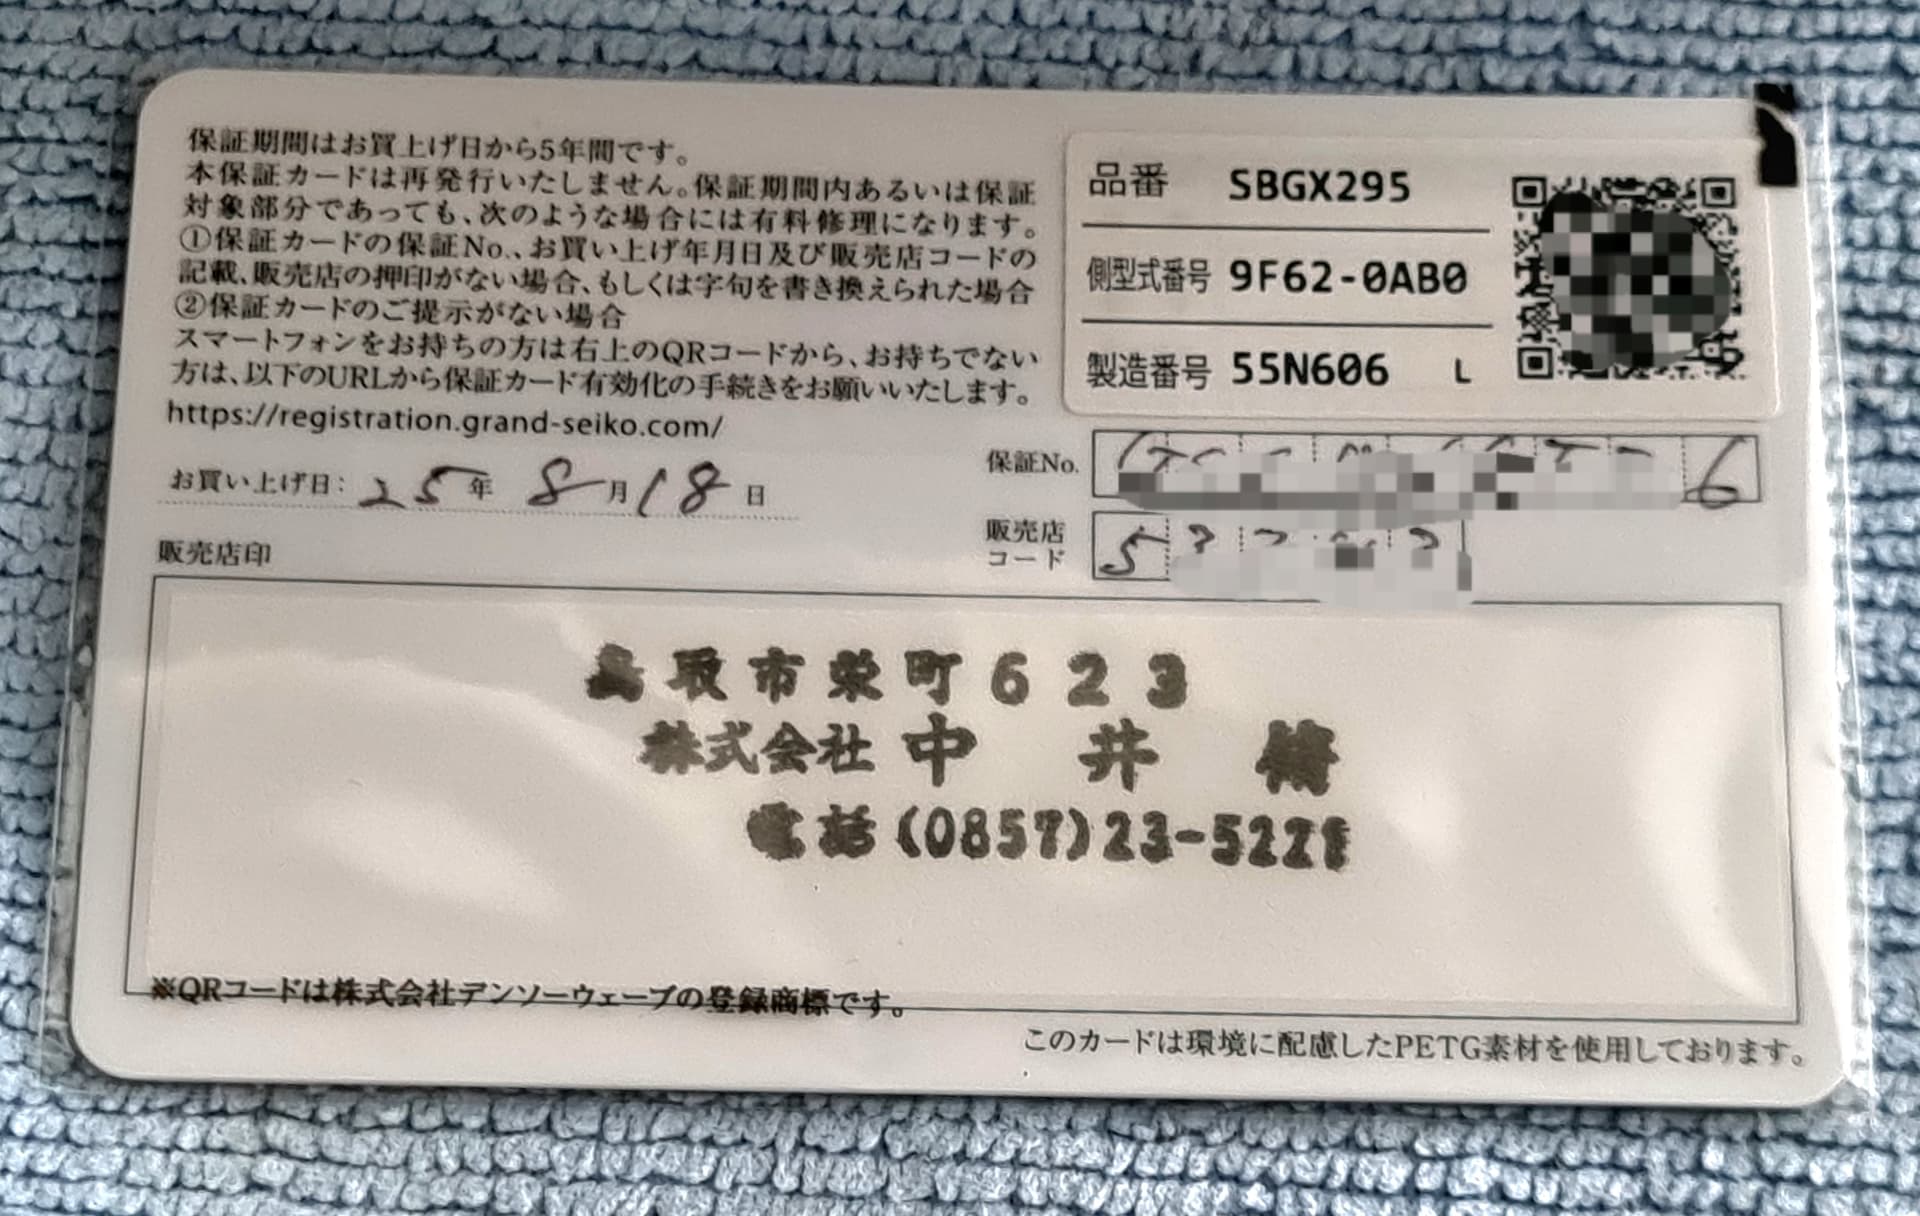 保証期間はお買上げ日から5年間です。
本保証カードは再発行いたしません。保証期間内あるいは保証
対象部分であっても、次のような場合には有料修理になります。
①保証カードの保証No.、お買い上げ年月日及び販売店コードの
記載、販売店の押印がない場合、もしくは字句を書き換えられた場合
②保証カードのご提示がない場合
スマートフォンをお持ちの方は右上のQRコードから、お持ちでない
方は、以下のURLから保証カード有効化の手続きをお願いいたします。
https://registration.grand-seiko.com/
品番 SBGX295
側型式番号 9F62-0AB0
製造番号 55N606 L
お買い上げ日: 25年 8月18日
保証No. 6
販売店
コード 5
販売店印
鳥取市栄町623
株式会社 中 井 脩
電話(0857)23-5221
※QRコードは株式会社デンソーウェーブの登録商標です。
このカードは環境に配慮したPETG素材を使用しております。